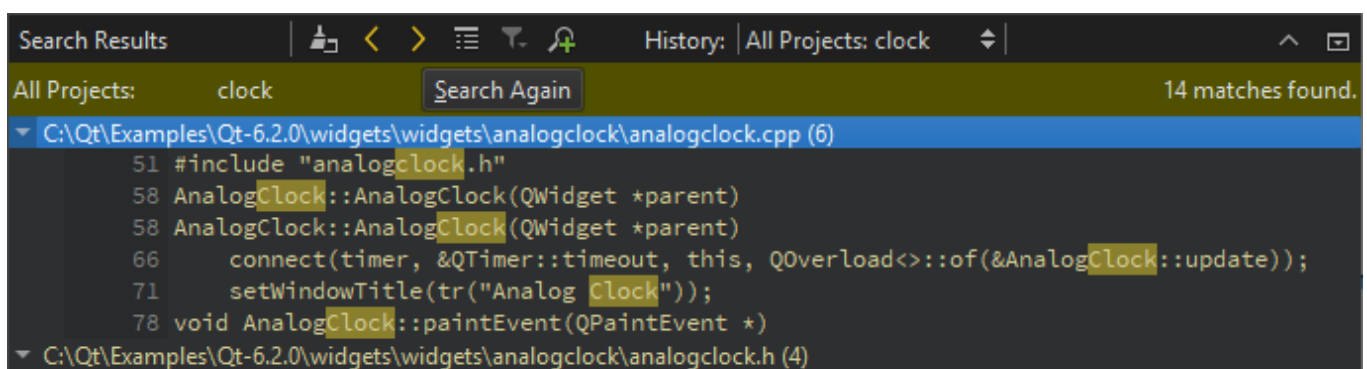 Search Results History: All Projects: clock
All Projects: clock Search Again 14 matches found.
C:\Qt\Examples\Qt-6.2.0\widgets\widgets\analogclock\analogclock.cpp (6)
51 #include "analogclock.h"
58 AnalogClock::AnalogClock(QWidget *parent)
58 AnalogClock::AnalogClock(QWidget *parent)
66     connect(timer, &QTimer::timeout, this, QOverload<>::of(&AnalogClock::update));
71     setWindowTitle(tr("Analog Clock"));
78 void AnalogClock::paintEvent(QPaintEvent *)
C:\Qt\Examples\Qt-6.2.0\widgets\widgets\analogclock\analogclock.h (4)